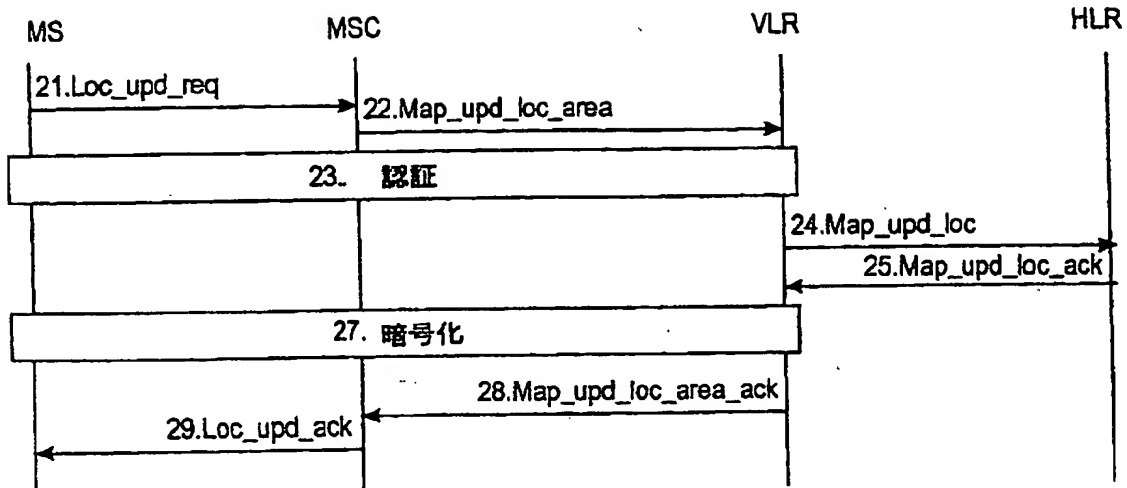 MS MSC VLR HLR
21.Loc_upd_req
22.Map_upd_loc_area
23. 認証
24.Map_upd_loc
25.Map_upd_loc_ack
27. 暗号化
28.Map_upd_loc_area_ack
29.Loc_upd_ack